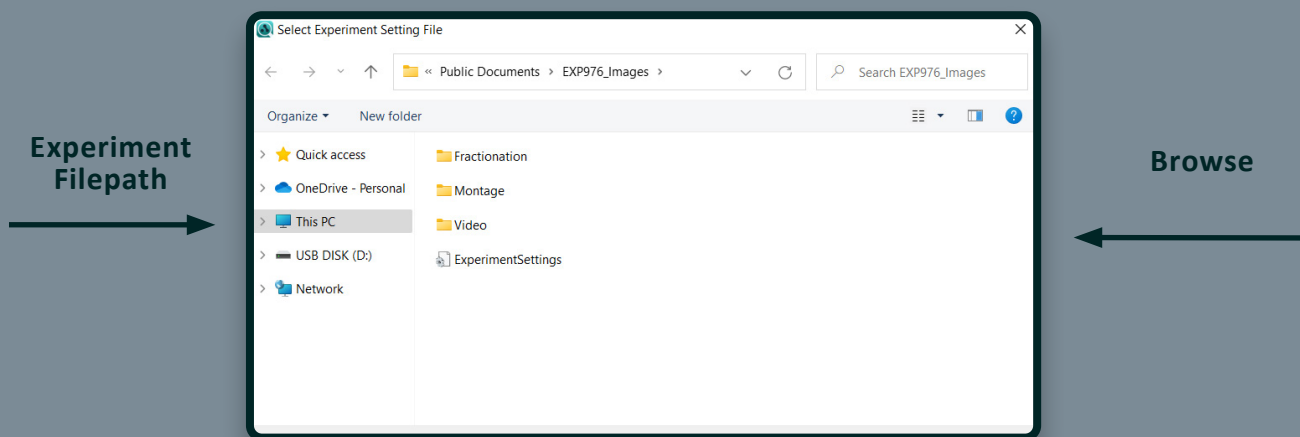 Select Experiment Setting File
« Public Documents > EXP976_Images >
Search EXP976_Images
Organize
New folder
Experiment
Filepath
Browse
Quick access
OneDrive - Personal
This PC
USB DISK (D:)
Network
Fractionation
Montage
Video
ExperimentSettings